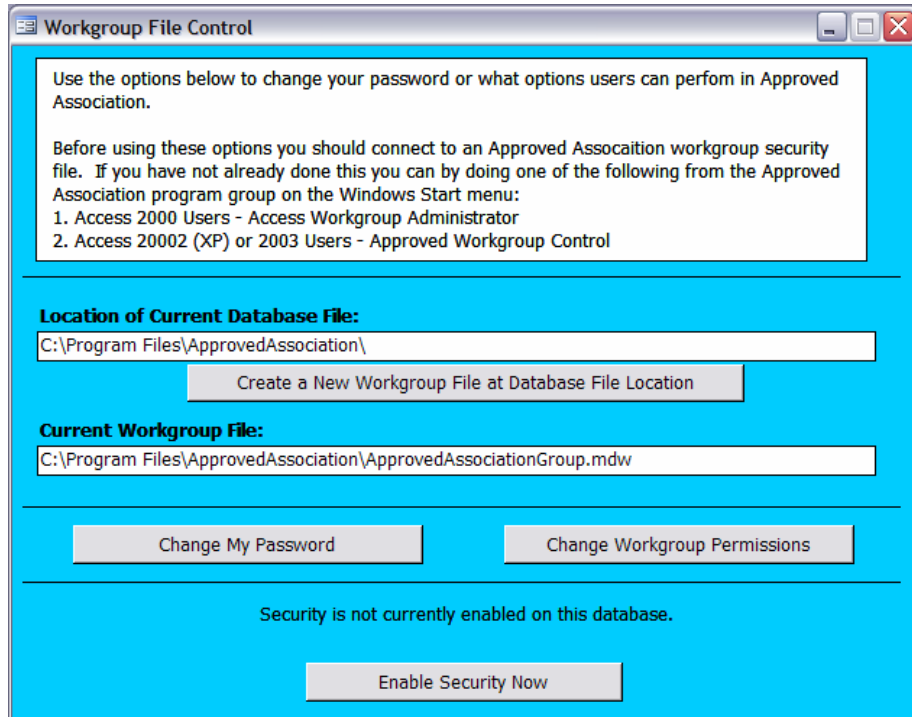 Workgroup File Control
Use the options below to change your password or what options users can perfom in Approved
Association.
Before using these options you should connect to an Approved Assocaition workgroup security
file.  If you have not already done this you can by doing one of the following from the Approved
Association program group on the Windows Start menu:
1. Access 2000 Users - Access Workgroup Administrator
2. Access 20002 (XP) or 2003 Users - Approved Workgroup Control
Location of Current Database File:
C:\Program Files\ApprovedAssociation\
Create a New Workgroup File at Database File Location
Current Workgroup File:
C:\Program Files\ApprovedAssociation\ApprovedAssociationGroup.mdw
Change My Password
Change Workgroup Permissions
Security is not currently enabled on this database.
Enable Security Now